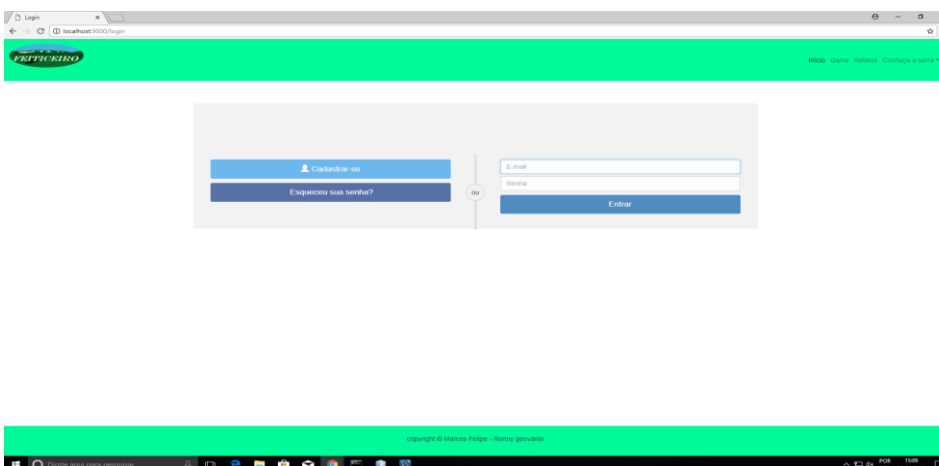 Login
localhost:9000/login
FEITICEIRO
Início Game Relatos Conheça a serra
Cadastrar-se
Esqueceu sua senha?
ou
E-mail
Senha
Entrar
copyright © Marcos Felipe - Ronny geovanio
Digite aqui para pesquisar
POR 15:09